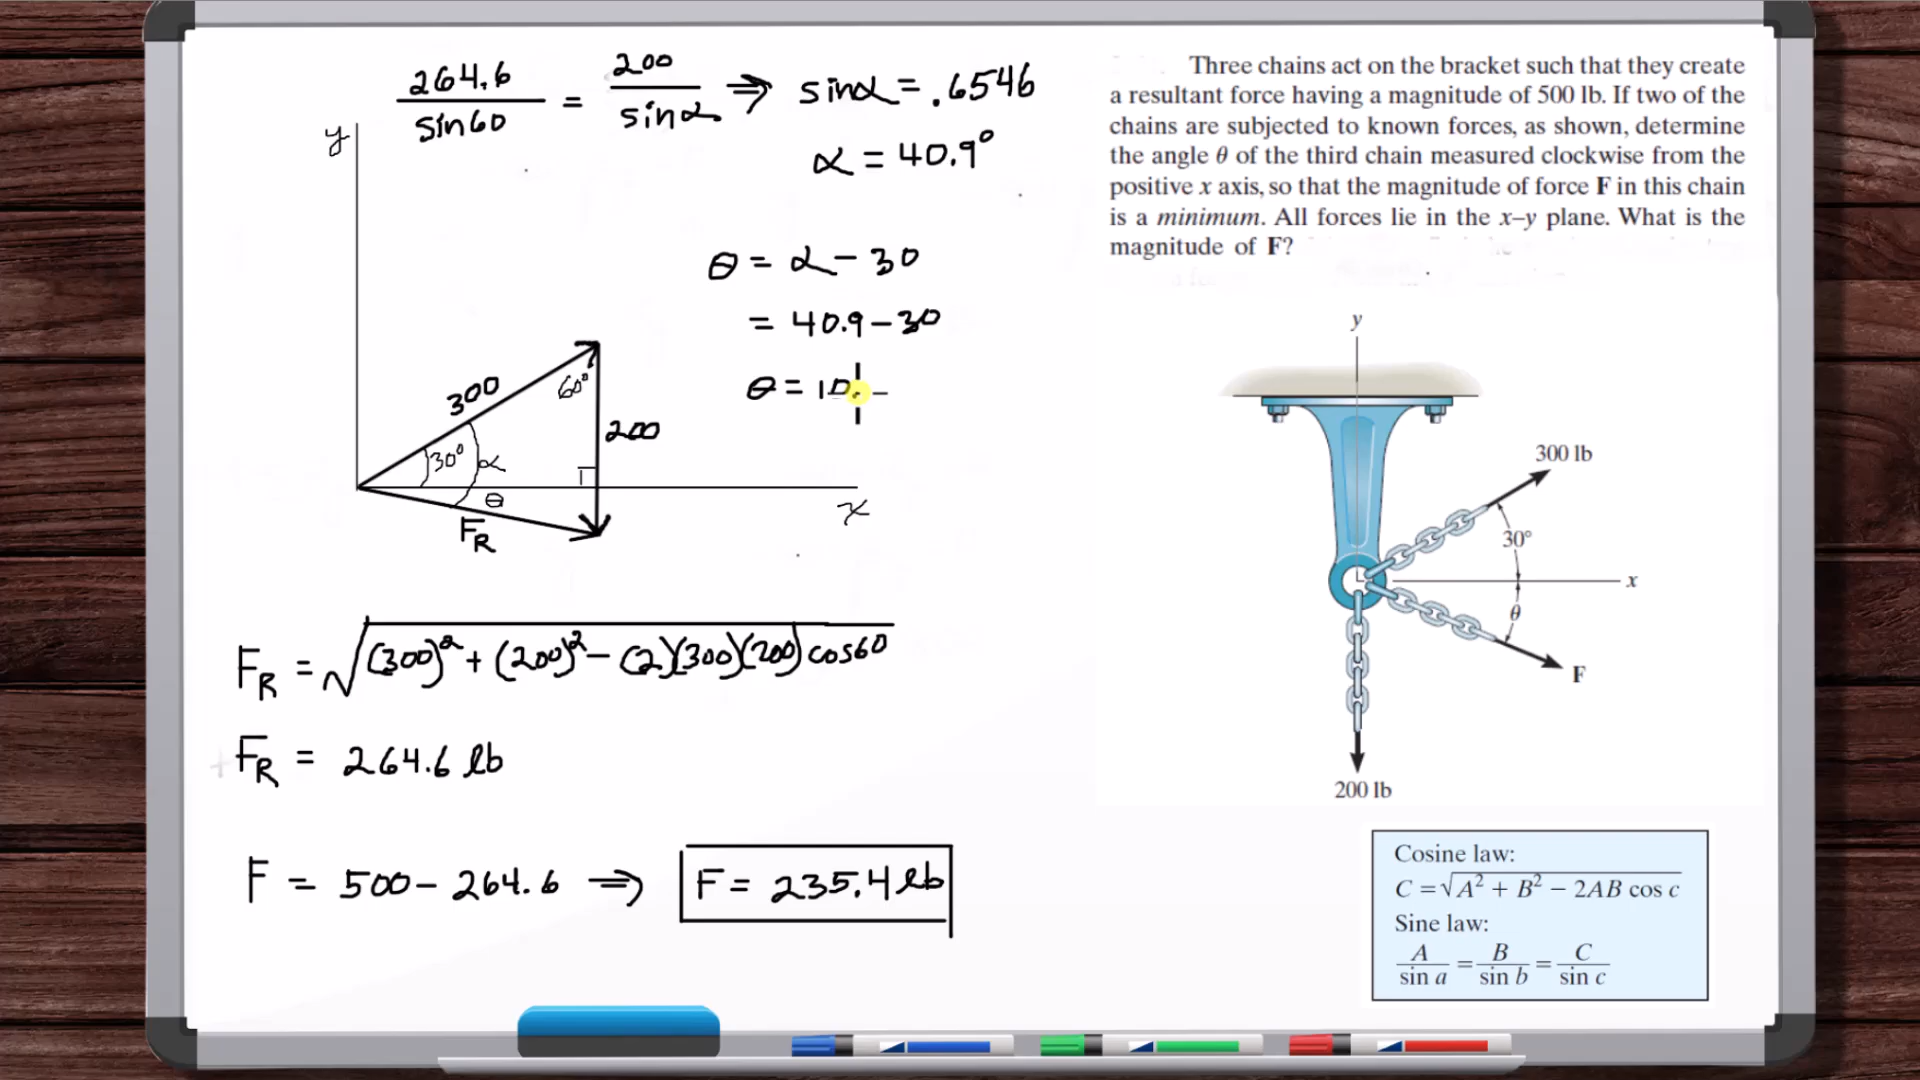 264.6 / sin60 = 200 / sinα ⇒ sinα = .6546
α = 40.9°
y
θ = α - 30
= 40.9 - 30
θ = 10.
300
60°
200
30° α
θ
x
F_R
F_R = √(300)² + (200)² - (2)(300)(200) cos60
F_R = 264.6 lb
F = 500 - 264.6 ⇒ F = 235.4 lb
Three chains act on the bracket such that they create
a resultant force having a magnitude of 500 lb. If two of the
chains are subjected to known forces, as shown, determine
the angle θ of the third chain measured clockwise from the
positive x axis, so that the magnitude of force F in this chain
is a minimum. All forces lie in the x–y plane. What is the
magnitude of F?
y
300 lb
30°
x
θ
F
200 lb
Cosine law:
C = √A² + B² − 2AB cos c
Sine law:
A / sin a = B / sin b = C / sin c